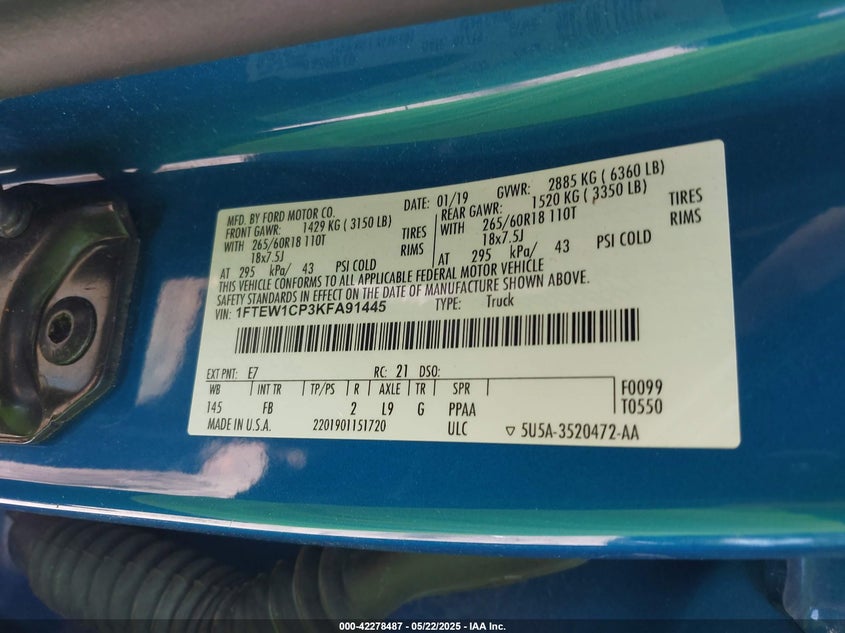 MFD. BY FORD MOTOR CO. DATE: 01/19 GVWR: 2885 KG ( 6360 LB)
FRONT GAWR: 1429 KG ( 3150 LB) REAR GAWR: 1520 KG ( 3350 LB)
WITH 265/60R18 110T TIRES WITH 265/60R18 110T TIRES
18x7.5J RIMS 18x7.5J RIMS
AT 295 kPa/ 43 PSI COLD AT 295 kPa/ 43 PSI COLD
THIS VEHICLE CONFORMS TO ALL APPLICABLE FEDERAL MOTOR VEHICLE
SAFETY STANDARDS IN EFFECT ON THE DATE OF MANUFACTURE SHOWN ABOVE.
VIN: 1FTEW1CP3KFA91445 TYPE: Truck
EXT PNT: E7 RC: 21 DSO:
WB INT TR TP/PS R AXLE TR SPR F0099
145 FB 2 L9 G PPAA T0550
MADE IN U.S.A. 2201901151720 ULC ▽ 5U5A-3520472-AA
000-42278487 - 05/22/2025 - IAA Inc.